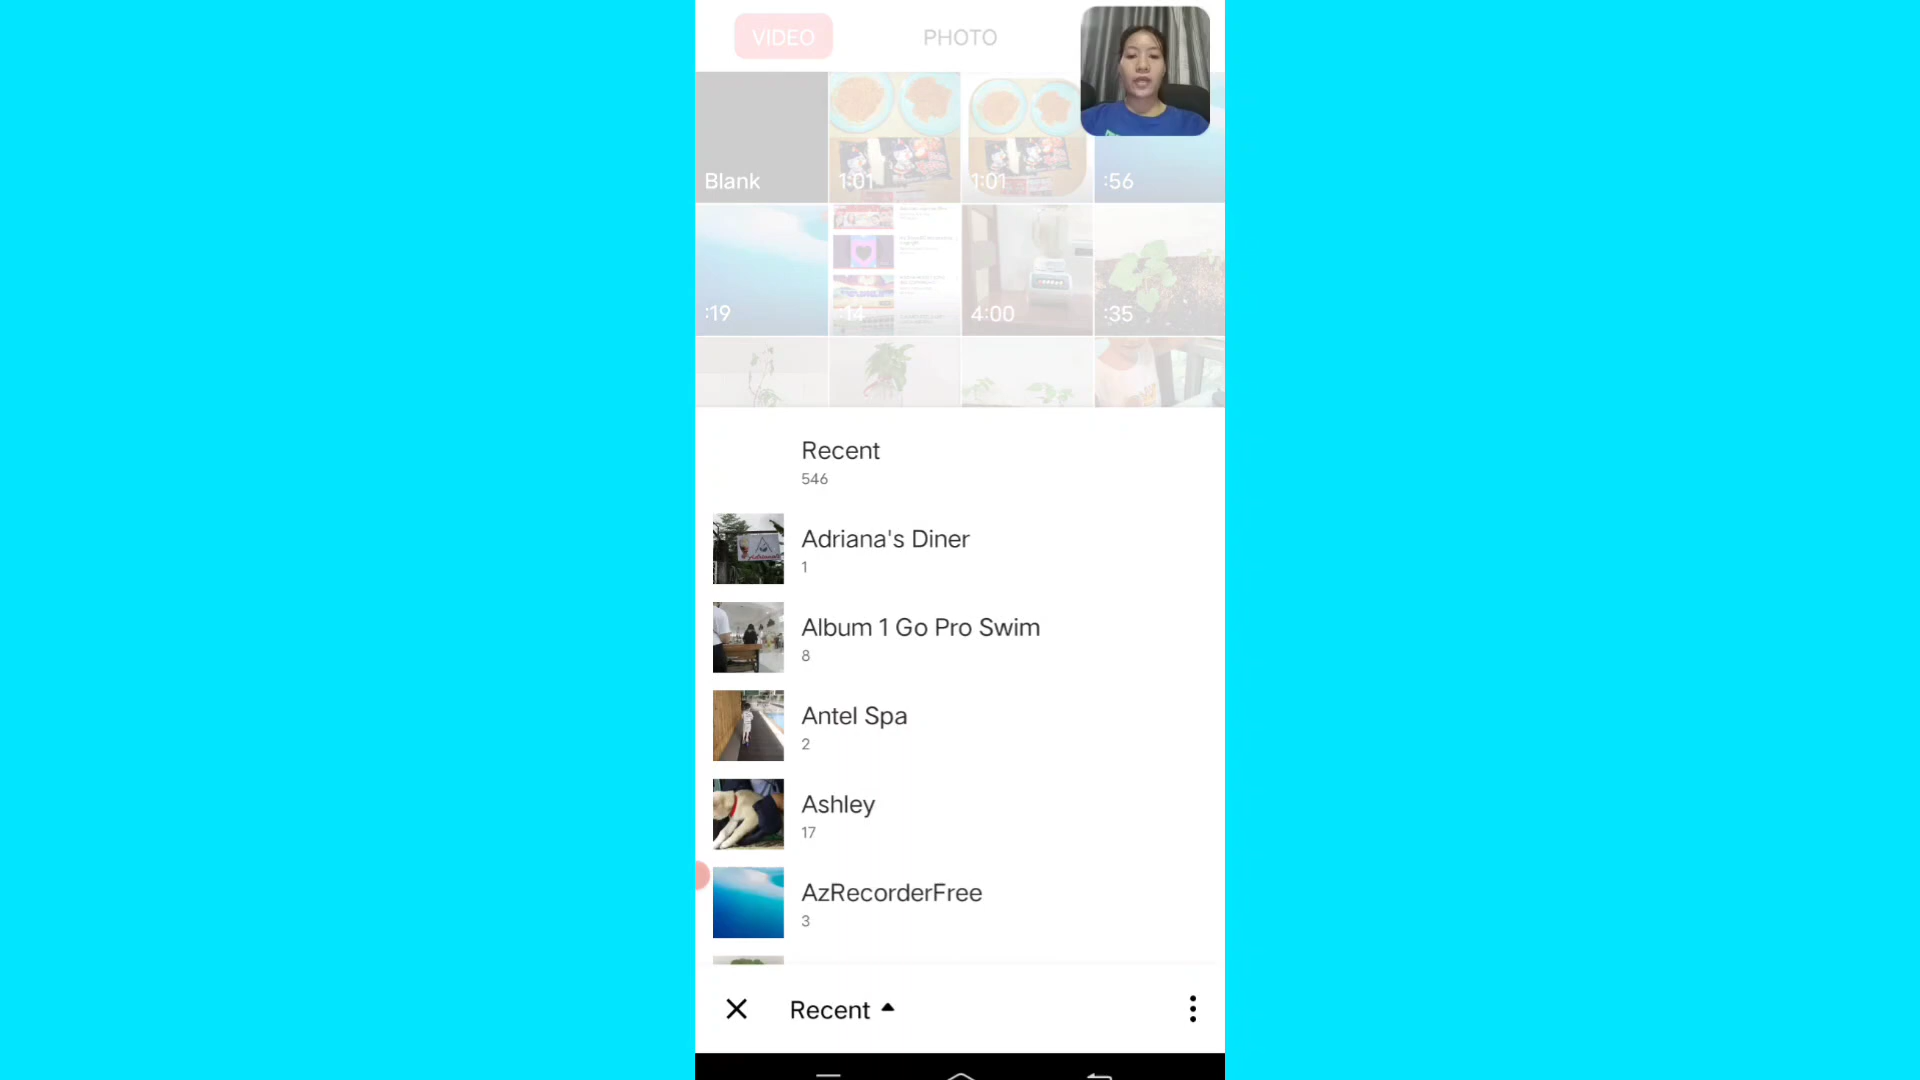 VIDEO
PHOTO
Blank
1:01
1:01
:56
:19
:14
4:00
:35
Recent
546
Adriana's Diner
1
Album 1 Go Pro Swim
8
Antel Spa
2
Ashley
17
AzRecorderFree
3
Recent